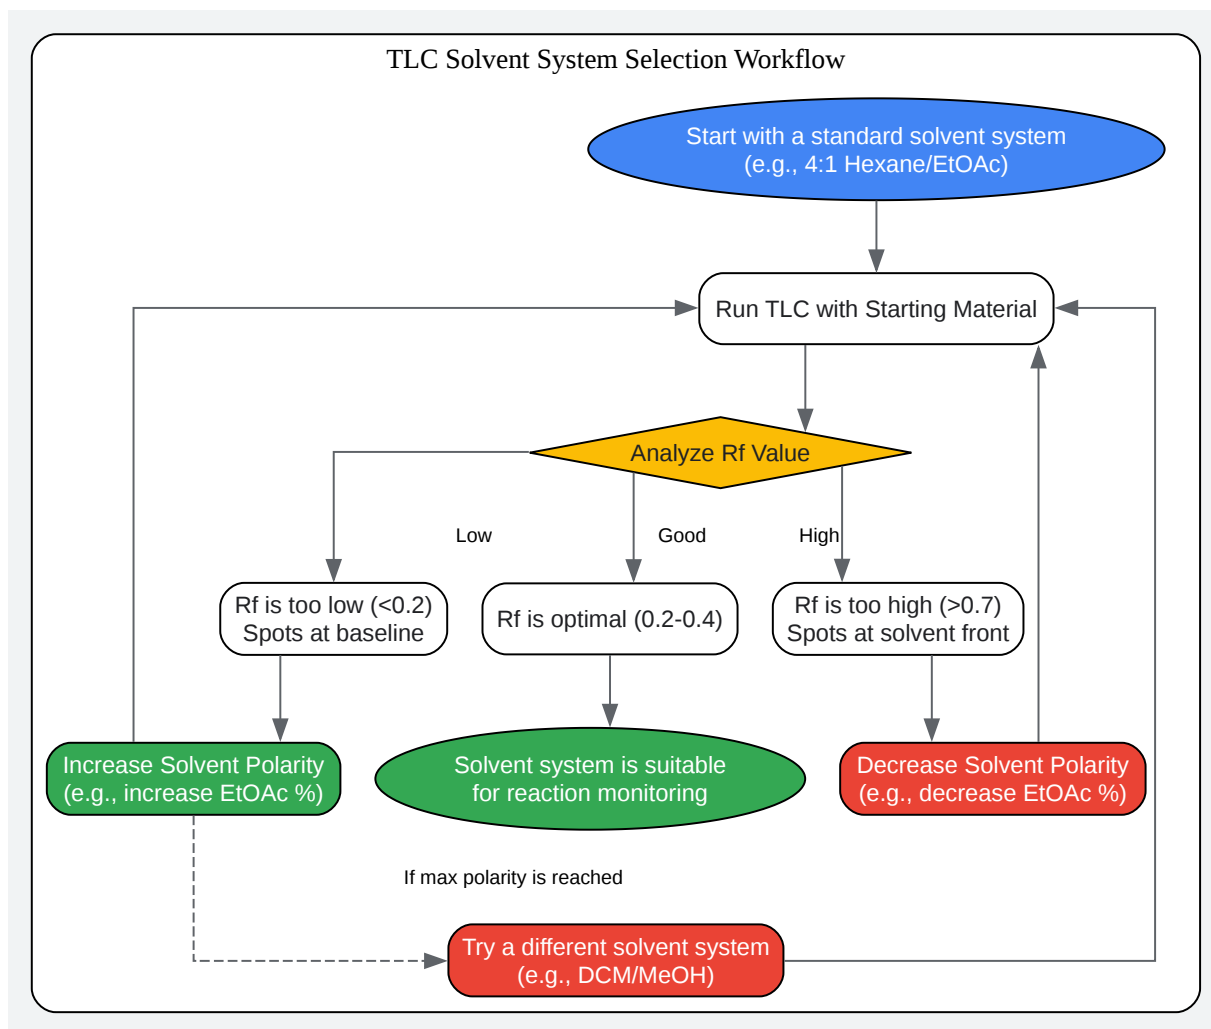 TLC Solvent System Selection Workflow
Start with a standard solvent system
(e.g., 4:1 Hexane/EtOAc)
Run TLC with Starting Material
Analyze Rf Value
Low
Good
High
Rf is too low (<0.2)
Spots at baseline
Rf is optimal (0.2-0.4)
Rf is too high (>0.7)
Spots at solvent front
Increase Solvent Polarity
(e.g., increase EtOAc %)
Solvent system is suitable
for reaction monitoring
Decrease Solvent Polarity
(e.g., decrease EtOAc %)
If max polarity is reached
Try a different solvent system
(e.g., DCM/MeOH)